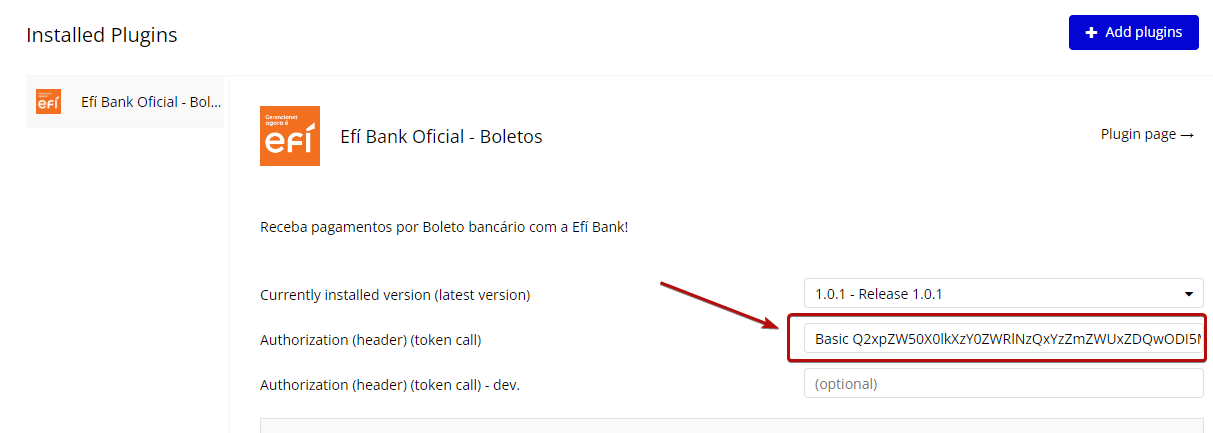 Installed Plugins
Add plugins
Efí Bank Oficial - Bol...
Gerencianet
agora é
efí
Efí Bank Oficial - Boletos
Plugin page →
Receba pagamentos por Boleto bancário com a Efí Bank!
Currently installed version (latest version)
1.0.1 - Release 1.0.1
Authorization (header) (token call)
Basic Q2xpZW50X0lkXzY0ZWRlNzQxYzZmZWUxZDQwODI5M
Authorization (header) (token call) - dev.
(optional)